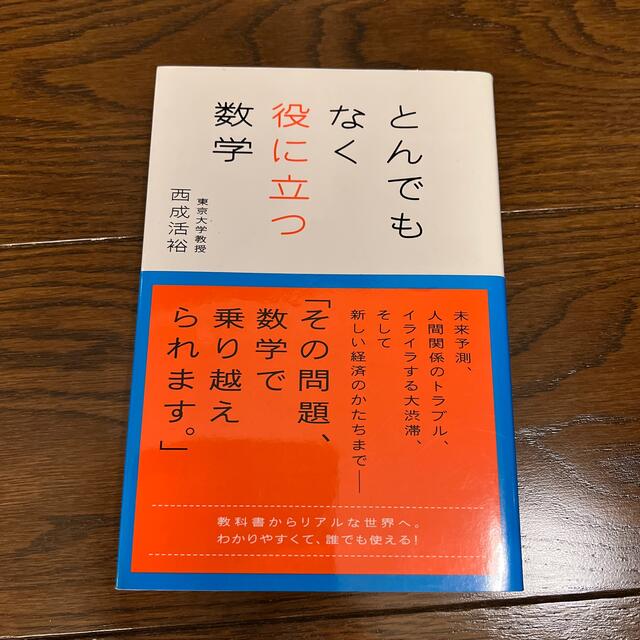 とんでも
なく
役に立つ
数学
東京大学教授
西成活裕
未来予測、
人間関係のトラブル、
イライラする大渋滞、
そして
新しい経済のかたちまで——
「その問題、
数学で
乗り越え
られます。」
教科書からリアルな世界へ。
わかりやすくて、誰でも使える!